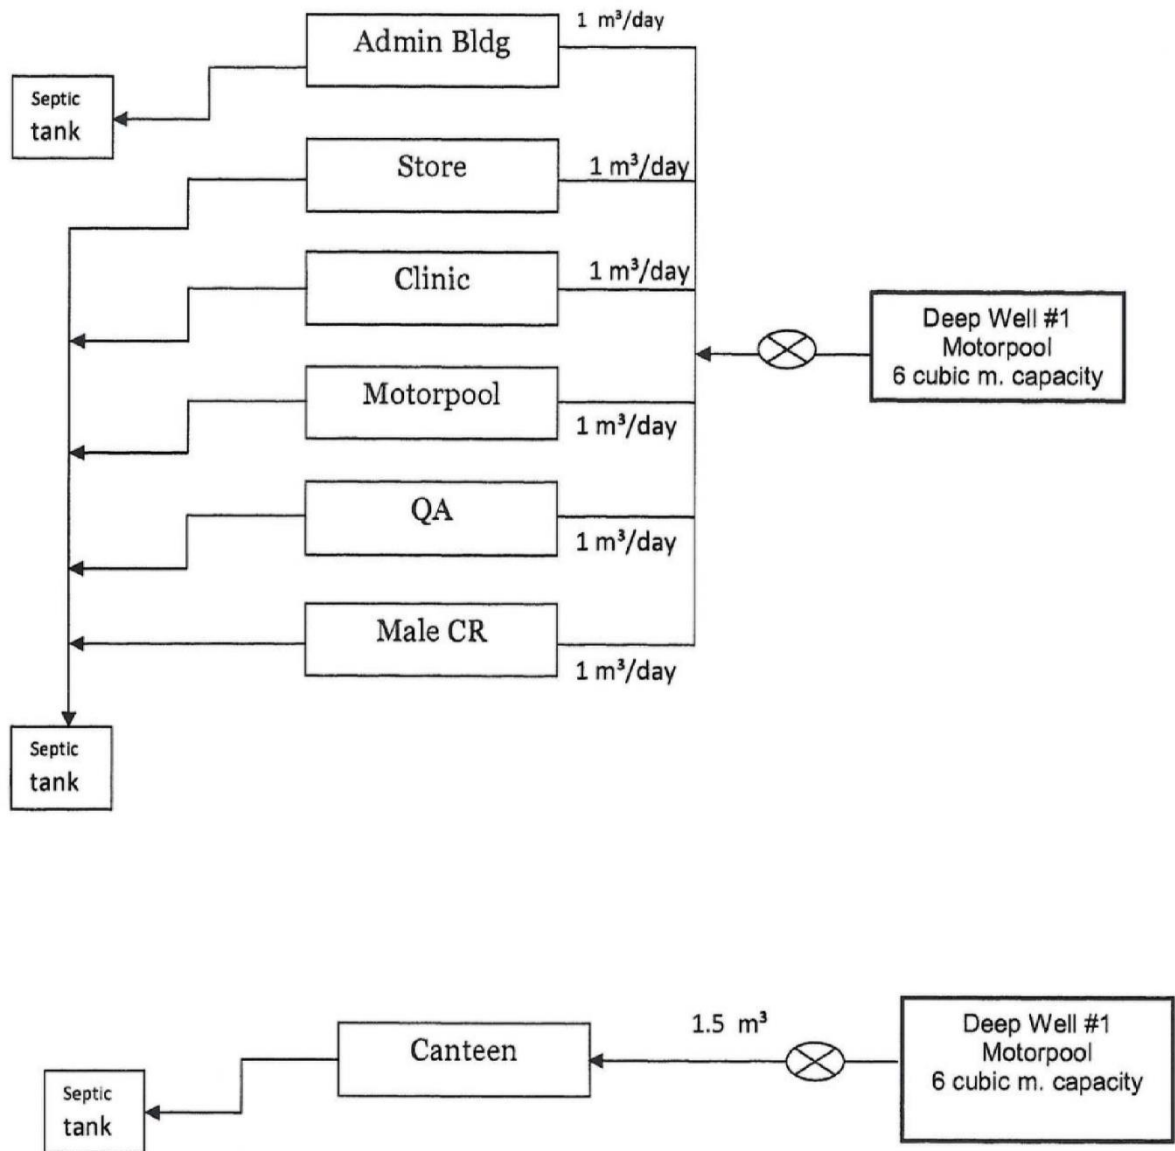 1 m³/day
Admin Bldg
Septic
tank
Store
1 m³/day
Clinic
1 m³/day
Deep Well #1
Motorpool
6 cubic m. capacity
Motorpool
1 m³/day
QA
1 m³/day
Male CR
1 m³/day
Septic
tank
1.5 m³
Deep Well #1
Motorpool
6 cubic m. capacity
Canteen
Septic
tank